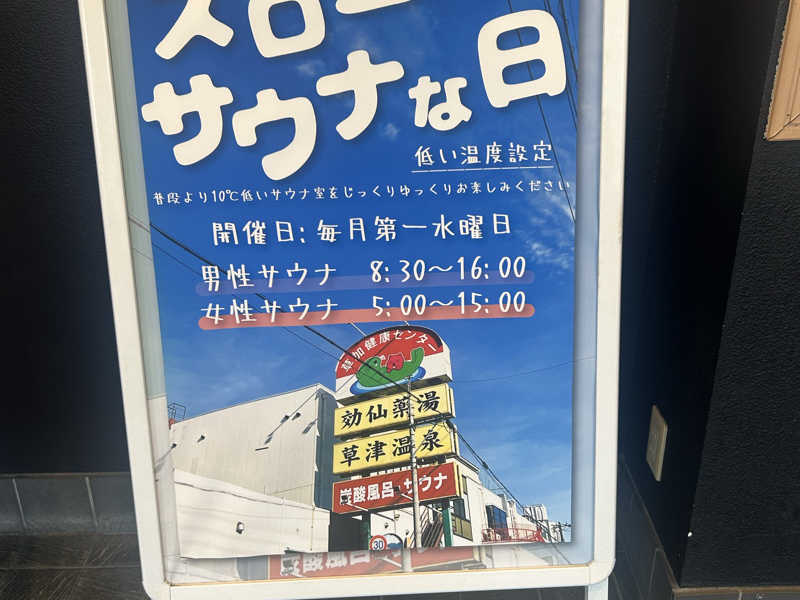 スロー
サウナな日
低い温度設定
普段より10℃低いサウナ室をじっくりゆっくりお楽しみください
開催日:毎月第一水曜日
男性サウナ 8:30〜16:00
女性サウナ 5:00〜15:00
草加健康センター
効仙薬湯
草津温泉
炭酸風呂・サウナ
30
炭酸風呂